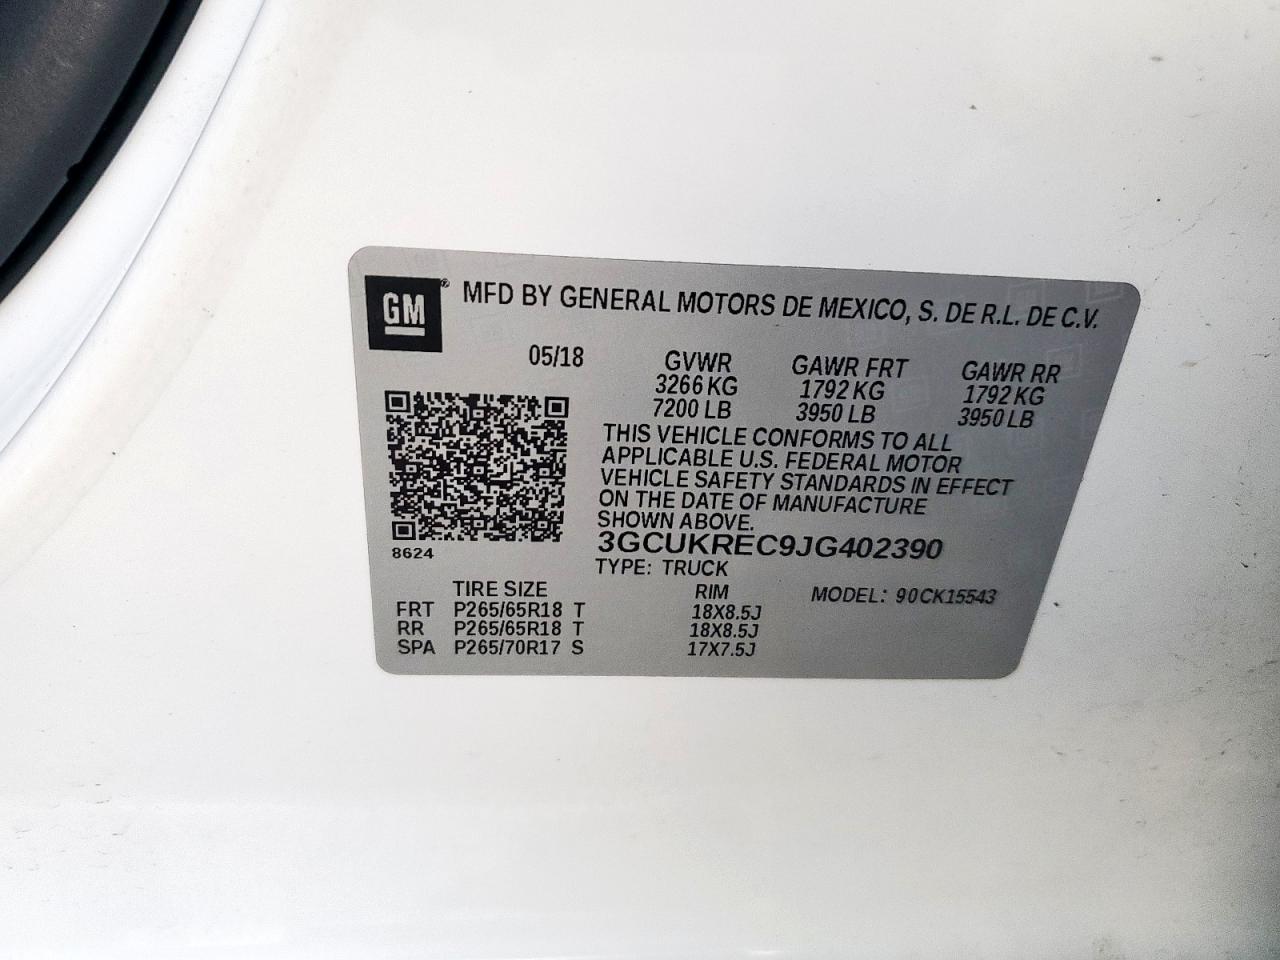 GM ® MFD BY GENERAL MOTORS DE MEXICO, S. DE R.L. DE C.V.
05/18 GVWR GAWR FRT GAWR RR
3266 KG 1792 KG 1792 KG
7200 LB 3950 LB 3950 LB
THIS VEHICLE CONFORMS TO ALL
APPLICABLE U.S. FEDERAL MOTOR
VEHICLE SAFETY STANDARDS IN EFFECT
ON THE DATE OF MANUFACTURE
SHOWN ABOVE.
3GCUKREC9JG402390
8624
TYPE: TRUCK
TIRE SIZE RIM MODEL: 90CK15543
FRT P265/65R18 T 18X8.5J
RR P265/65R18 T 18X8.5J
SPA P265/70R17 S 17X7.5J